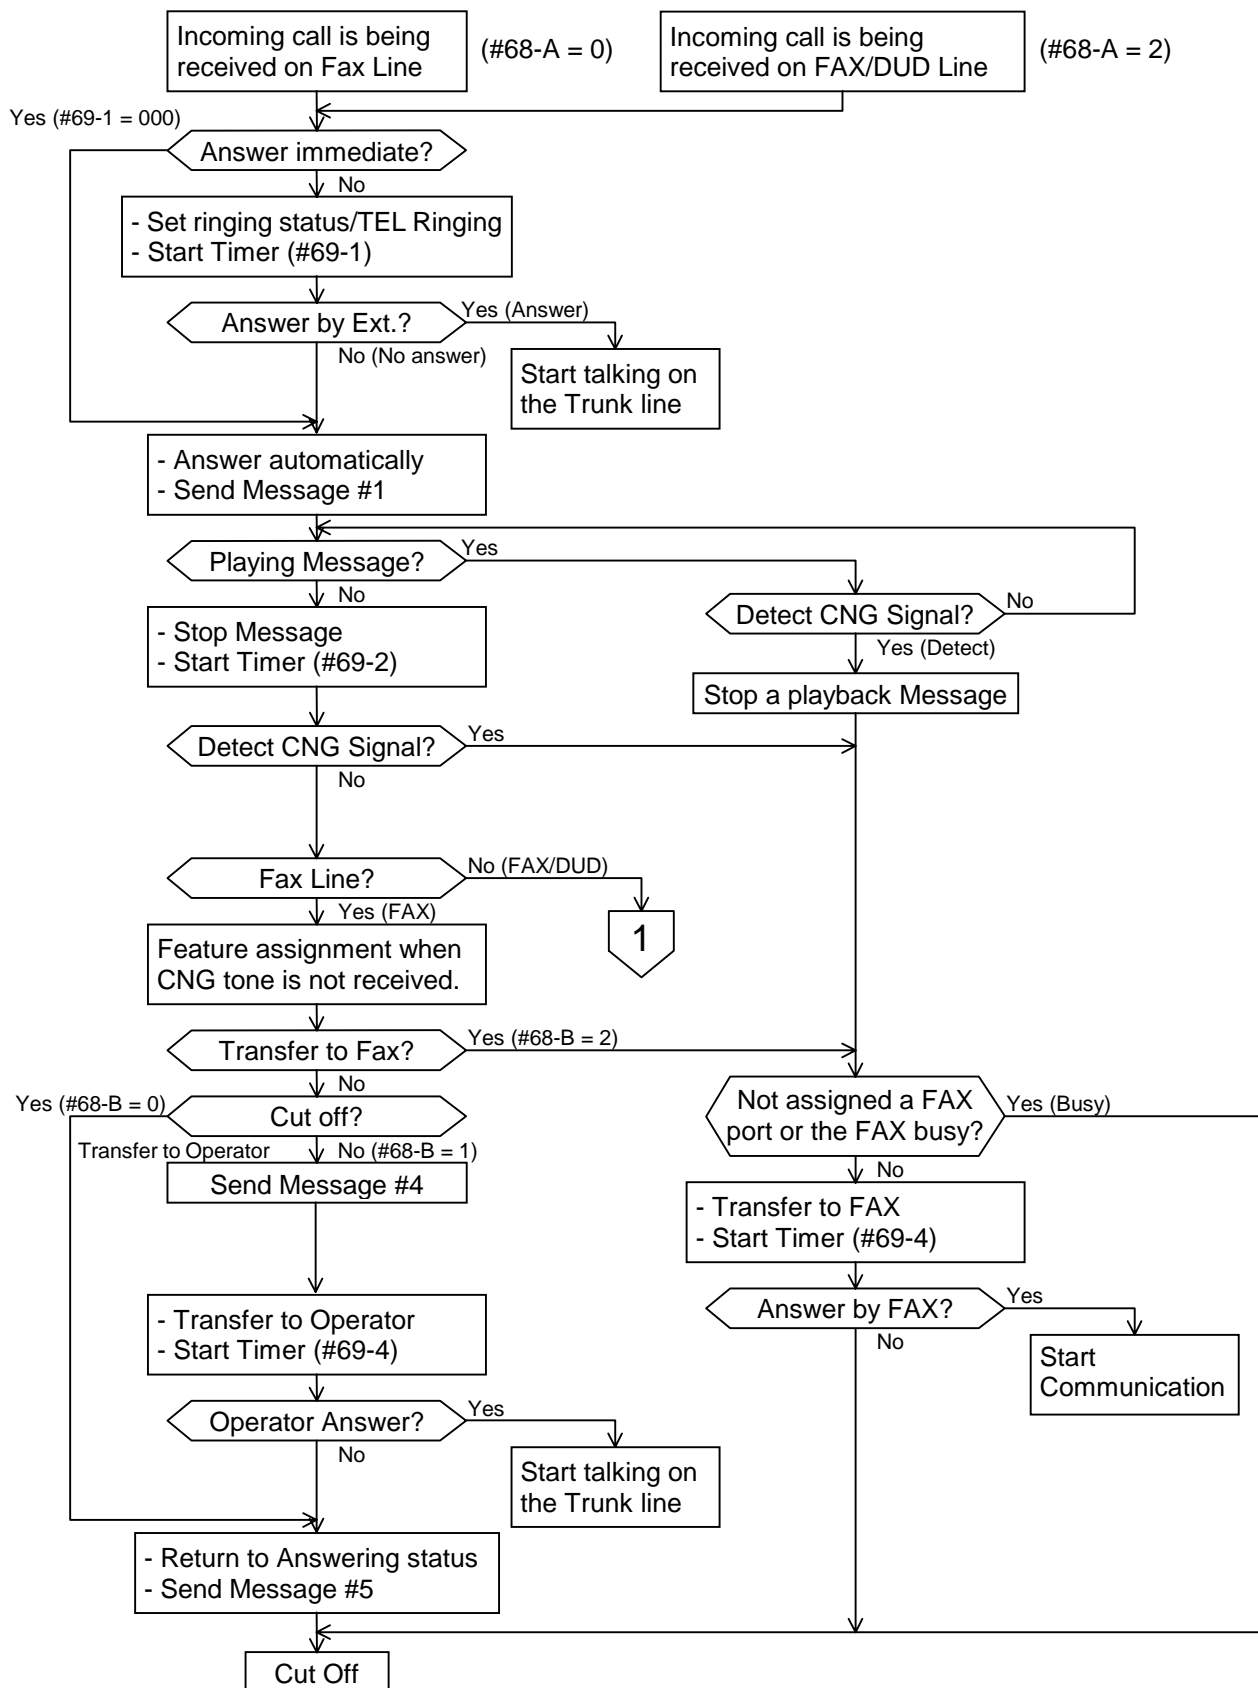 Incoming call is being
received on Fax Line
(#68-A = 0)
Incoming call is being
received on FAX/DUD Line
(#68-A = 2)
Yes (#69-1 = 000)
Answer immediate?
No
- Set ringing status/TEL Ringing
- Start Timer (#69-1)
Answer by Ext.?
Yes (Answer)
No (No answer)
Start talking on
the Trunk line
- Answer automatically
- Send Message #1
Playing Message?
Yes
No
Detect CNG Signal?
No
Yes (Detect)
- Stop Message
- Start Timer (#69-2)
Stop a playback Message
Detect CNG Signal?
Yes
No
Fax Line?
No (FAX/DUD)
Yes (FAX)
1
Feature assignment when
CNG tone is not received.
Transfer to Fax?
Yes (#68-B = 2)
No
Yes (#68-B = 0)
Cut off?
Transfer to Operator
No (#68-B = 1)
Not assigned a FAX
port or the FAX busy?
Yes (Busy)
No
Send Message #4
- Transfer to FAX
- Start Timer (#69-4)
Answer by FAX?
Yes
No
Start
Communication
- Transfer to Operator
- Start Timer (#69-4)
Operator Answer?
Yes
No
Start talking on
the Trunk line
- Return to Answering status
- Send Message #5
Cut Off